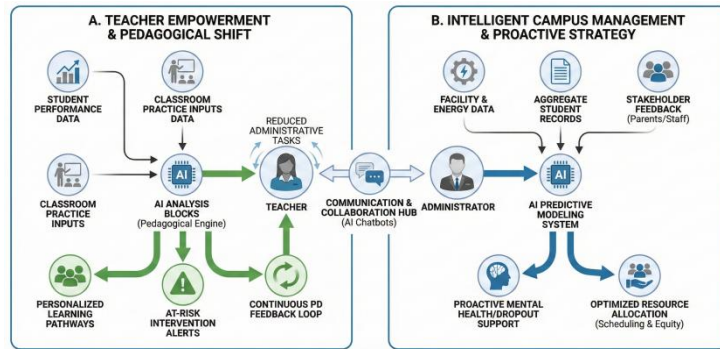 A. TEACHER EMPOWERMENT
& PEDAGOGICAL SHIFT
STUDENT
PERFORMANCE
DATA
CLASSROOM
PRACTICE INPUTS
DATA
REDUCED
ADMINISTRATIVE
TASKS
AI
CLASSROOM
PRACTICE
INPUTS
AI ANALYSIS
BLOCKS
(Pedagogical Engine)
TEACHER
PERSONALIZED
LEARNING
PATHWAYS
AT-RISK
INTERVENTION
ALERTS
CONTINUOUS PD
FEEDBACK LOOP
COMMUNICATION &
COLLABORATION HUB
(AI Chatbots)
B. INTELLIGENT CAMPUS MANAGEMENT
& PROACTIVE STRATEGY
FACILITY &
ENERGY DATA
AGGREGATE
STUDENT
RECORDS
STAKEHOLDER
FEEDBACK
(Parents/Staff)
ADMINISTRATOR
AI
AI PREDICTIVE
MODELING
SYSTEM
PROACTIVE MENTAL
HEALTH/DROPOUT
SUPPORT
OPTIMIZED RESOURCE
ALLOCATION
(Scheduling & Equity)